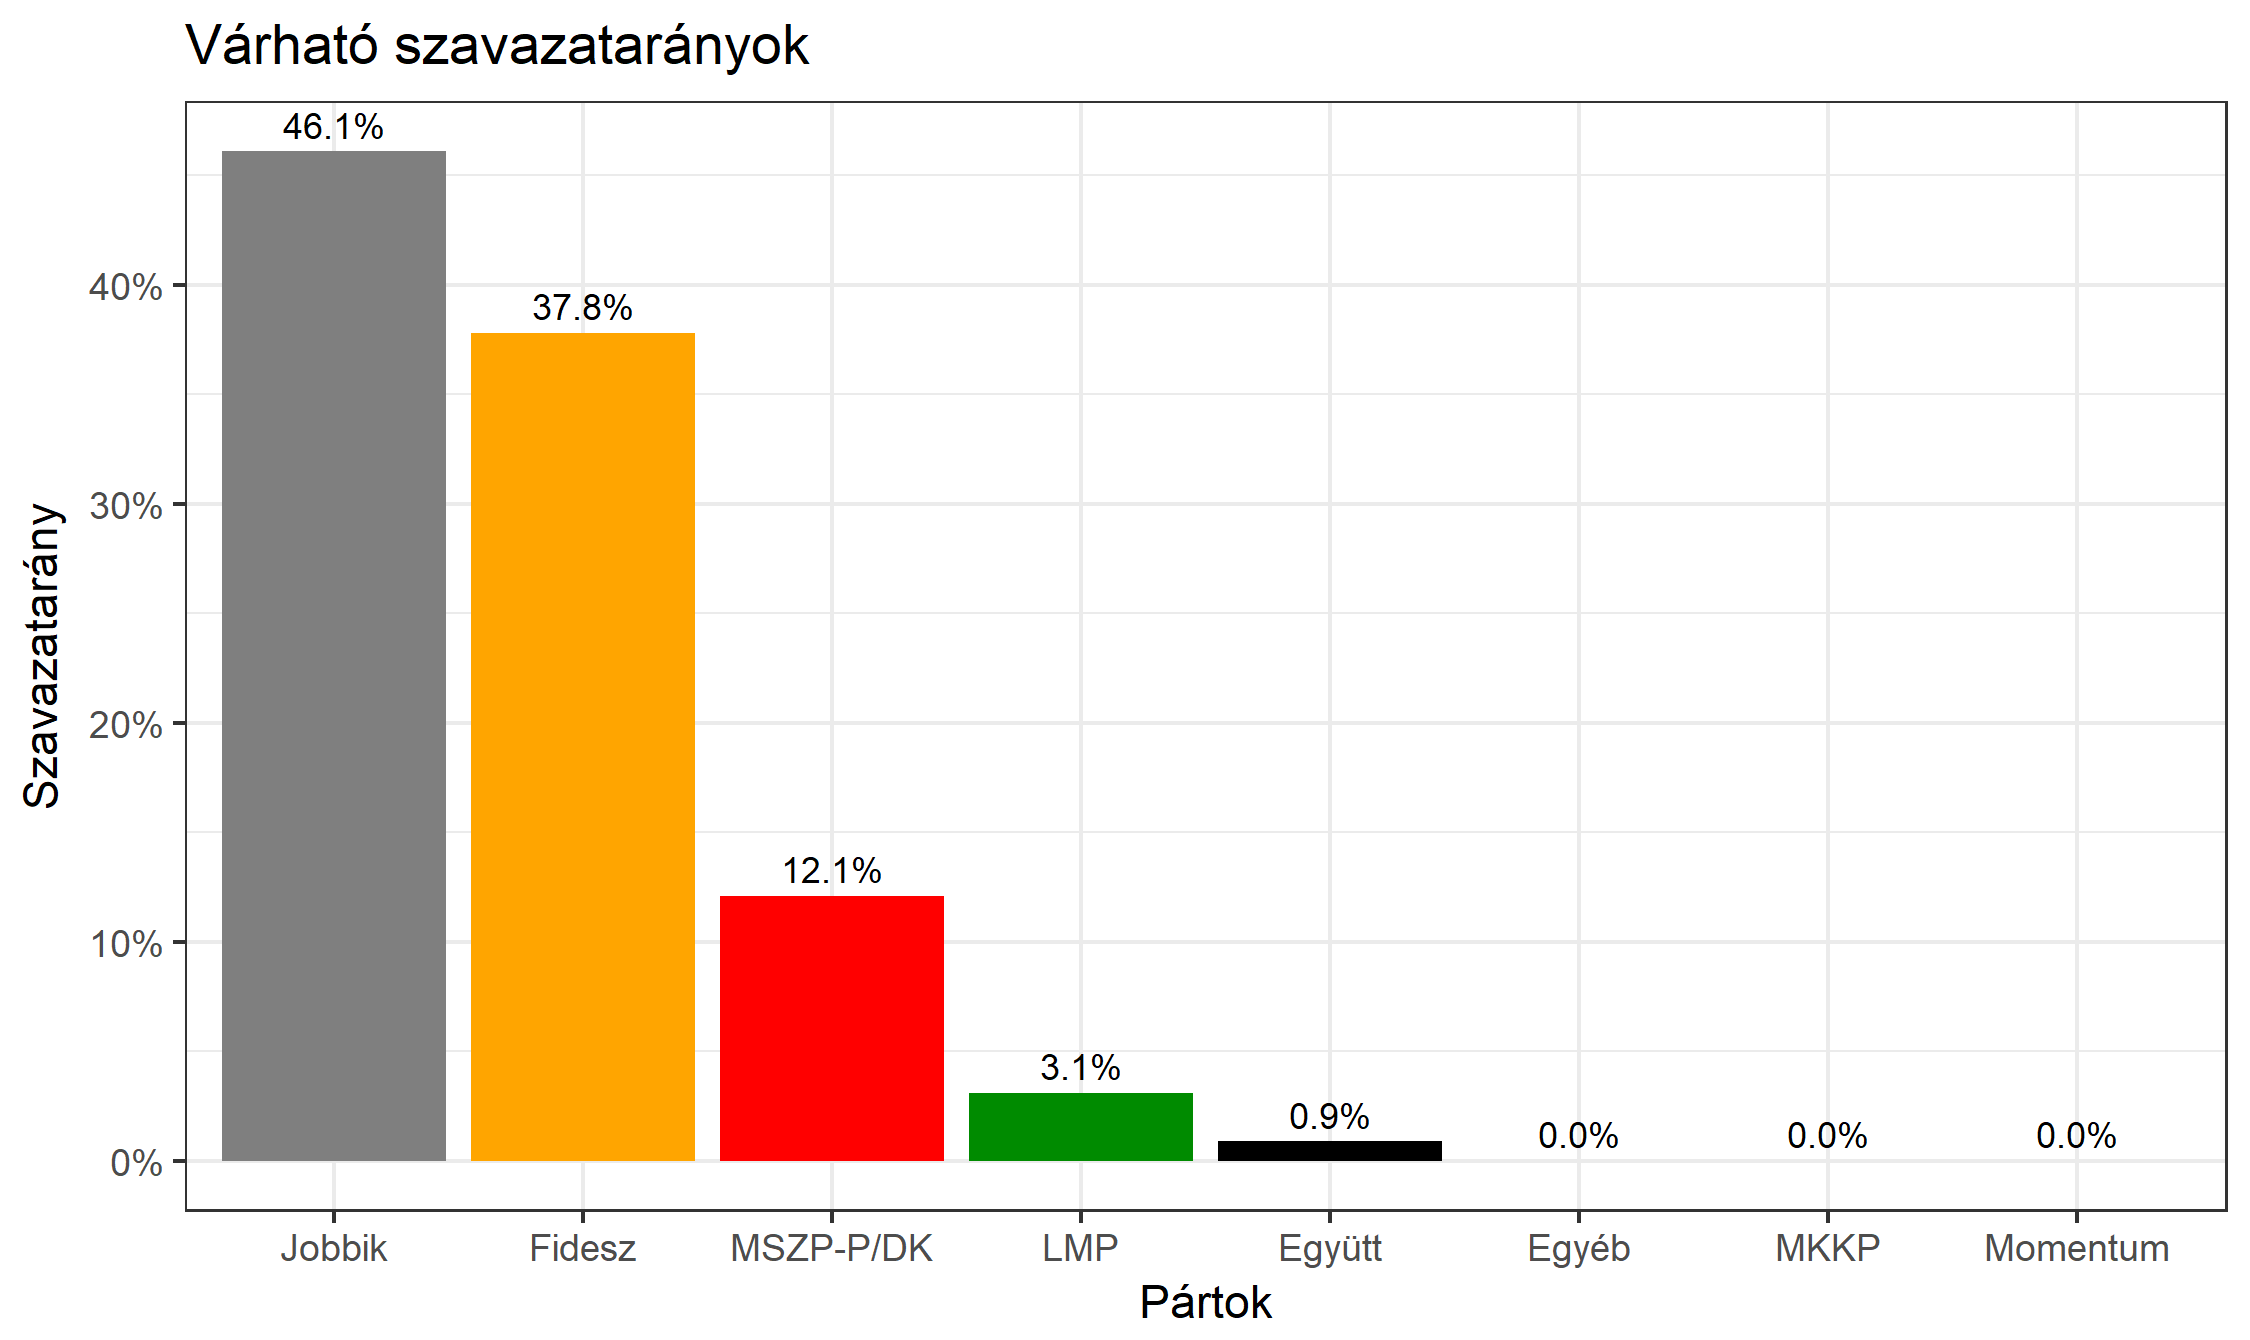 Várható szavazatarányok
46.1%
37.8%
12.1%
3.1%
0.9%
0.0%
0.0%
0.0%
40%
30%
20%
10%
0%
Szavazatarány
Jobbik
Fidesz
MSZP-P/DK
LMP
Együtt
Egyéb
MKKP
Momentum
Pártok